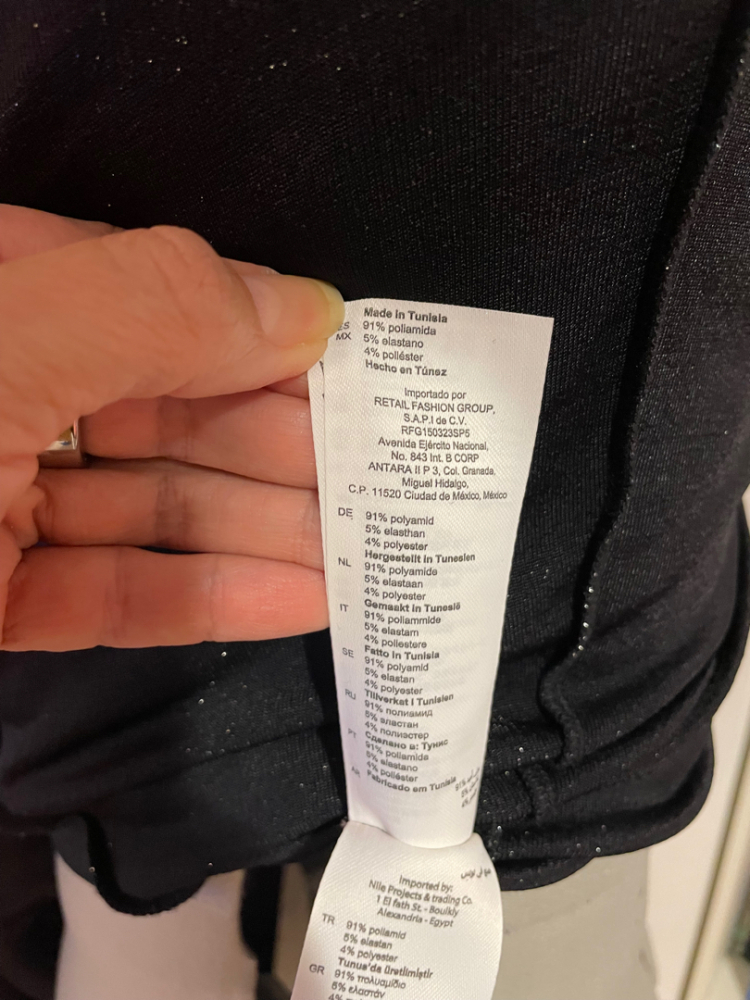 Made in Tunisia
ES
MX
91% poliamida
5% elastano
4% poliéster
Hecho en Túnez
Importado por
RETAIL FASHION GROUP,
S.A.P.I de C.V.
RFG150323SP5
Avenida Ejército Nacional,
No. 843 Int. B CORP
ANTARA II P 3, Col. Granada,
Miguel Hidalgo,
C.P. 11520 Ciudad de México, México
DE 91% polyamid
5% elasthan
4% polyester
Hergestellt in Tunesien
NL 91% polyamide
5% elastaan
4% polyester
Gemaakt in Tunesië
IT 91% poliammide
5% elastam
4% poliestere
Fatto in Tunisia
SE 91% polyamid
5% elastan
4% polyester
Tillverkat i Tunisien
RU 91% полиамид
5% эластан
4% полиэстер
Сделано в: Тунис
PT 91% poliamida
5% elastano
4% poliéster
Fabricado em Tunísia
AR
Imported by:
Nile Projects & trading Co.
1 El fath St. - Boulkly
Alexandria - Egypt
TR 91% poliamid
5% elastan
4% polyester
Tunus'da üretilmiştir
GR 91% πολυαμίδιο
5% ελαστάν
4%